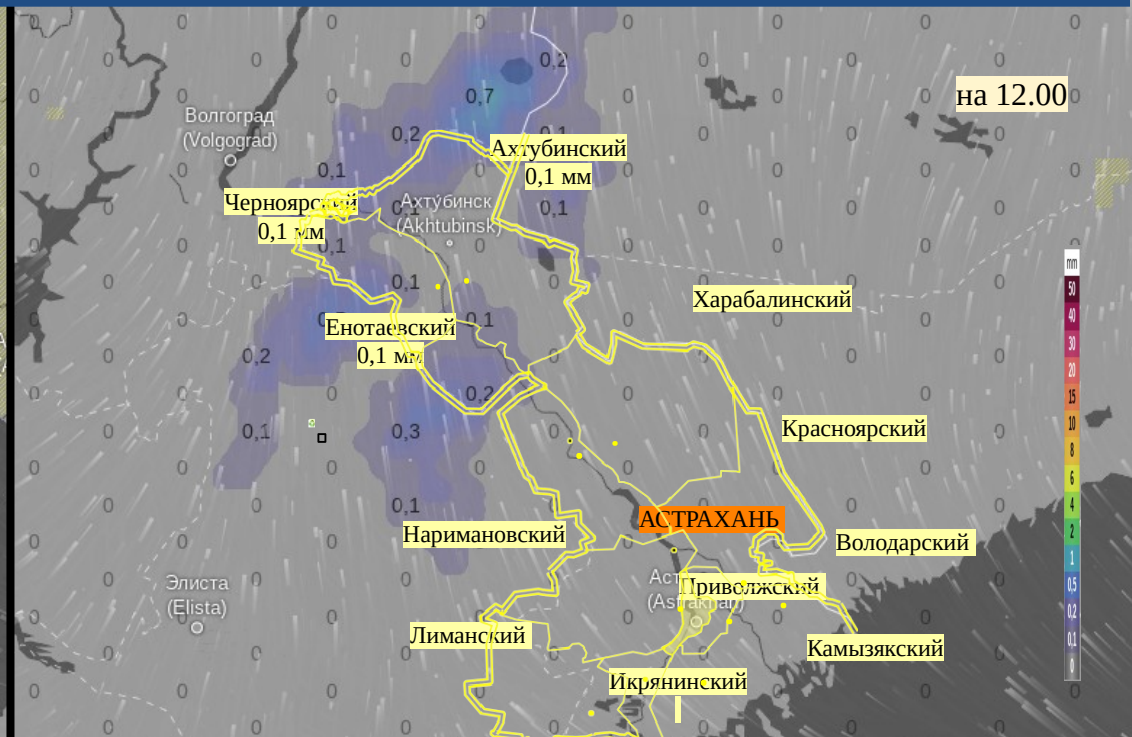 на 12.00
0,2
0,7
Волгоград
(Volgograd)
0,2
Ахтубинский
0,1 мм
0,1
Черноярский
0,1 мм
Ахтубинск
(Akhtubinsk)
0,1
0,1
0,1
mm
50
40
30
20
15
10
8
6
4
2
1
0,5
0,2
0,1
0
Харабалинский
Енотаевский
0,1 мм
0,1
0,2
0,2
0,1
0,3
Красноярский
0,1
АСТРАХАНЬ
Наримановский
Володарский
Элиста
(Elista)
Приволжский
Лиманский
Камызякский
Икрянинский